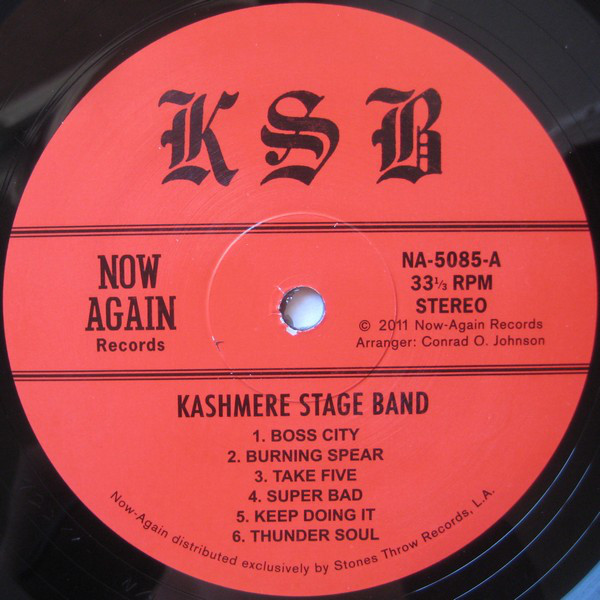 K S B
NOW
AGAIN
Records
NA-5085-A
33⅓ RPM
STEREO
© 2011 Now-Again Records
Arranger: Conrad O. Johnson
KASHMERE STAGE BAND
1. BOSS CITY
2. BURNING SPEAR
3. TAKE FIVE
4. SUPER BAD
5. KEEP DOING IT
6. THUNDER SOUL
Now-Again distributed exclusively by Stones Throw Records, L.A.